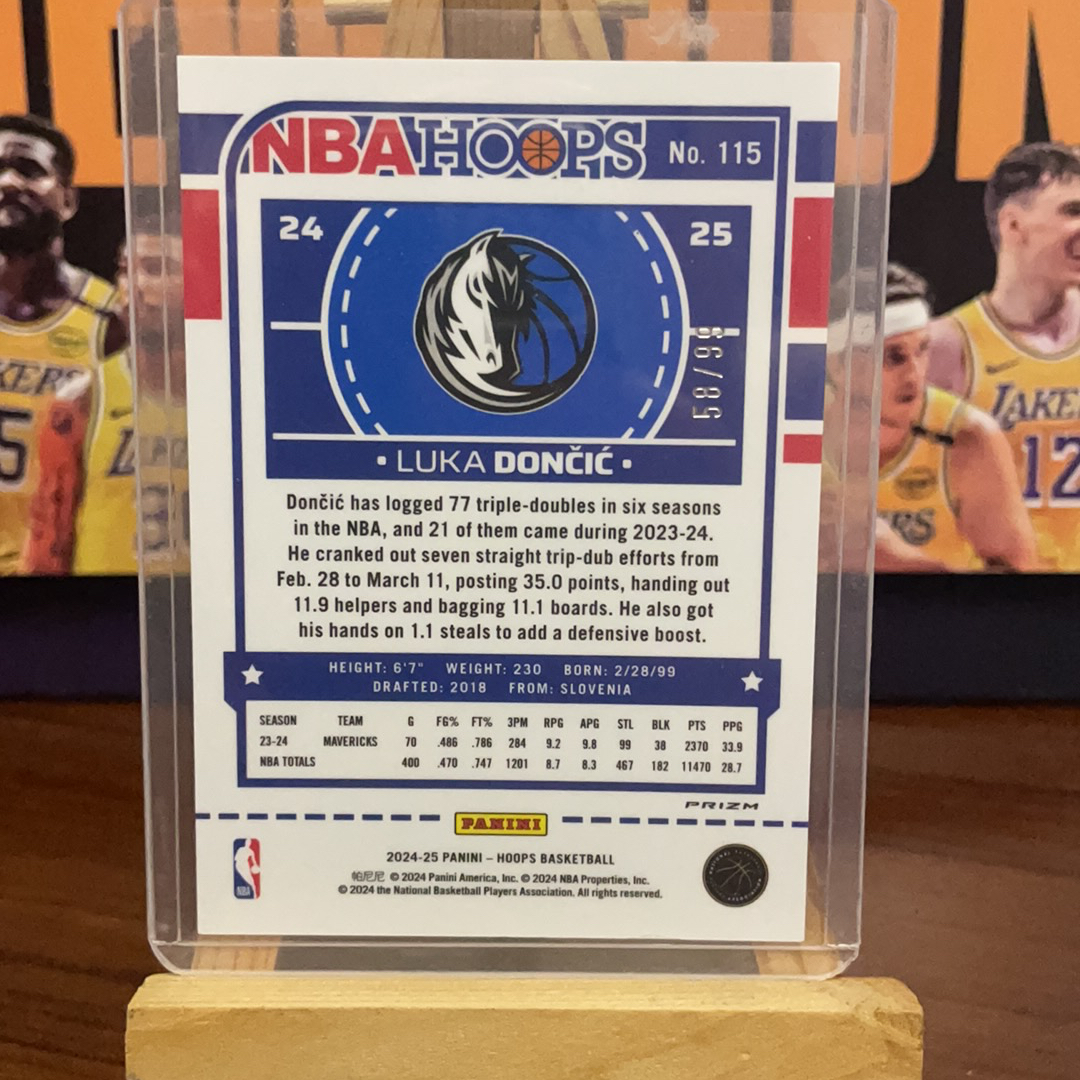 NBA HOOPS No. 115
24 25
58/99
• LUKA DONČIĆ •
Dončić has logged 77 triple-doubles in six seasons
in the NBA, and 21 of them came during 2023-24.
He cranked out seven straight trip-dub efforts from
Feb. 28 to March 11, posting 35.0 points, handing out
11.9 helpers and bagging 11.1 boards. He also got
his hands on 1.1 steals to add a defensive boost.
HEIGHT: 6'7" WEIGHT: 230 BORN: 2/28/99
DRAFTED: 2018 FROM: SLOVENIA
SEASON TEAM G FG% FT% 3PM RPG APG STL BLK PTS PPG
23-24 MAVERICKS 70 .486 .786 284 9.2 9.8 99 38 2370 33.9
NBA TOTALS 400 .470 .747 1201 8.7 8.3 467 182 11470 28.7
PRIZM
PANINI
2024-25 PANINI – HOOPS BASKETBALL
帕尼尼 © 2024 Panini America, Inc. © 2024 NBA Properties, Inc.
© 2024 the National Basketball Players Association. All rights reserved.
NBA
KERS
5
RS
LAKE
12